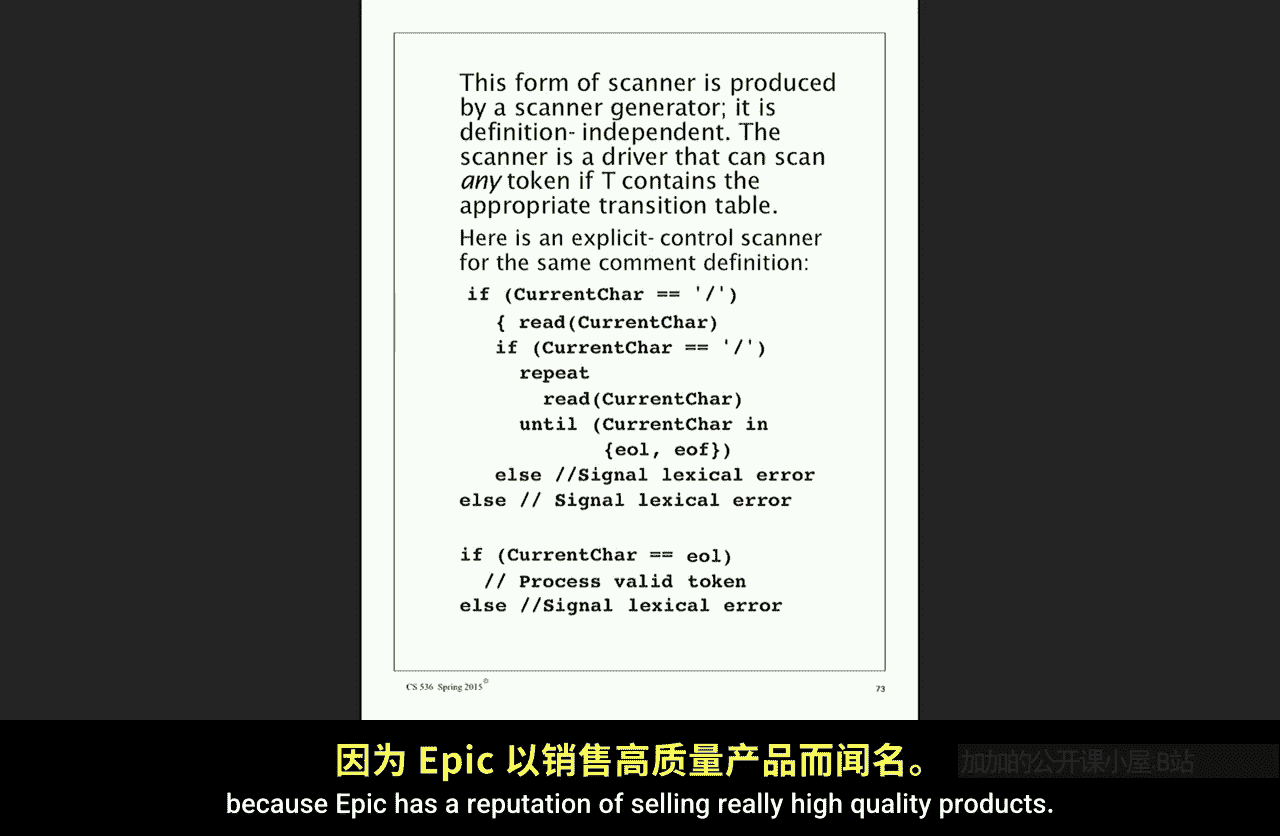 This form of scanner is produced
by a scanner generator; it is
definition- independent. The
scanner is a driver that can scan
any token if T contains the
appropriate transition table.
Here is an explicit- control scanner
for the same comment definition:
if (CurrentChar == '/')
{ read(CurrentChar)
if (CurrentChar == '/')
repeat
read(CurrentChar)
until (CurrentChar in
{eol, eof})
else //Signal lexical error
else // Signal lexical error
if (CurrentChar == eol)
// Process valid token
else //Signal lexical error
CS 536 Spring 2015©
73
因为 Epic 以销售高质量产品而闻名。
加加的公开课小屋:B站
because Epic has a reputation of selling really high quality products.